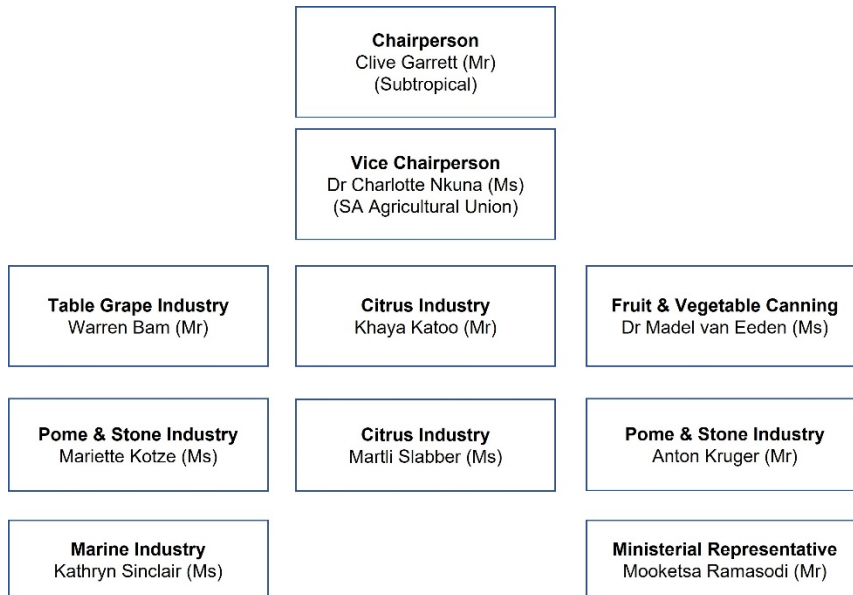 Chairperson
Clive Garrett (Mr)
(Subtropical)
Vice Chairperson
Dr Charlotte Nkuna (Ms)
(SA Agricultural Union)
Table Grape Industry
Warren Bam (Mr)
Citrus Industry
Khaya Katoo (Mr)
Fruit & Vegetable Canning
Dr Madel van Eeden (Ms)
Pome & Stone Industry
Mariette Kotze (Ms)
Citrus Industry
Martli Slabber (Ms)
Pome & Stone Industry
Anton Kruger (Mr)
Marine Industry
Kathryn Sinclair (Ms)
Ministerial Representative
Mooketsa Ramasodi (Mr)